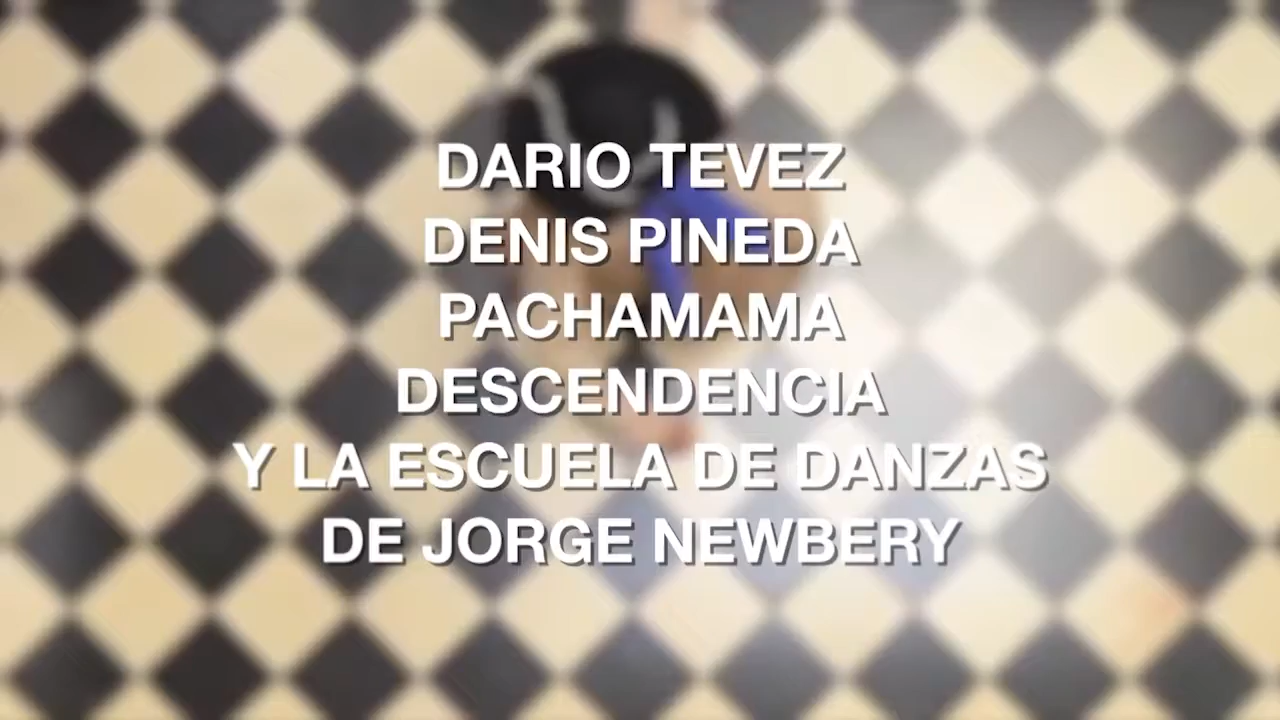 DARIO TEVEZ
DENIS PINEDA
PACHAMAMA
DESCENDENCIA
Y LA ESCUELA DE DANZAS
DE JORGE NEWBERY